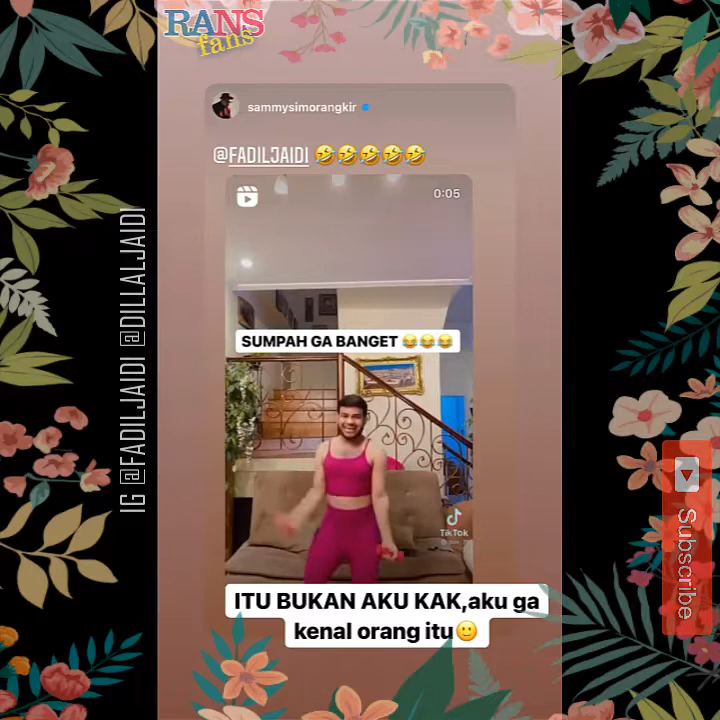 RANS
fans
sammysimorangkir
@FADILJAIDI 🤣🤣🤣🤣🤣
0:05
SUMPAH GA BANGET 😂😂😂
TikTok
ITU BUKAN AKU KAK,aku ga
kenal orang itu🙂
IG @FADILJAIDI @DILLALJAIDI
Subscribe